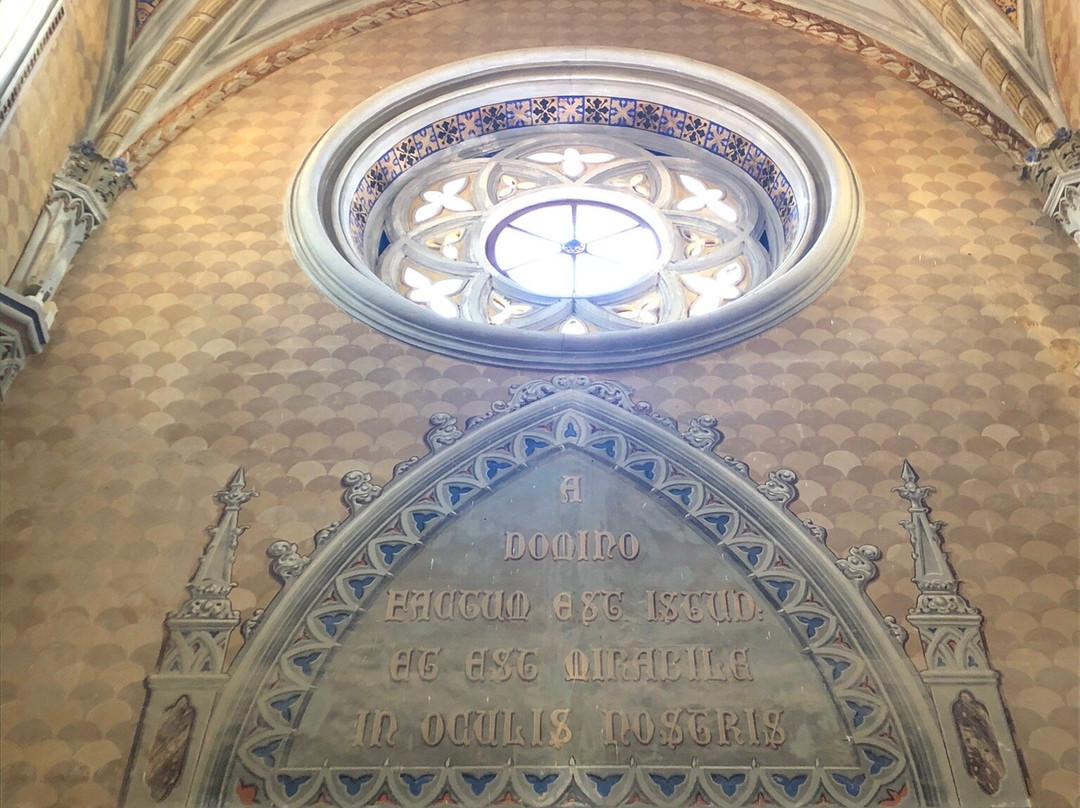 A
DOMINO
FACTUM EST ISTUD:
ET EST MIRABILE
IN OCULIS NOSTRIS